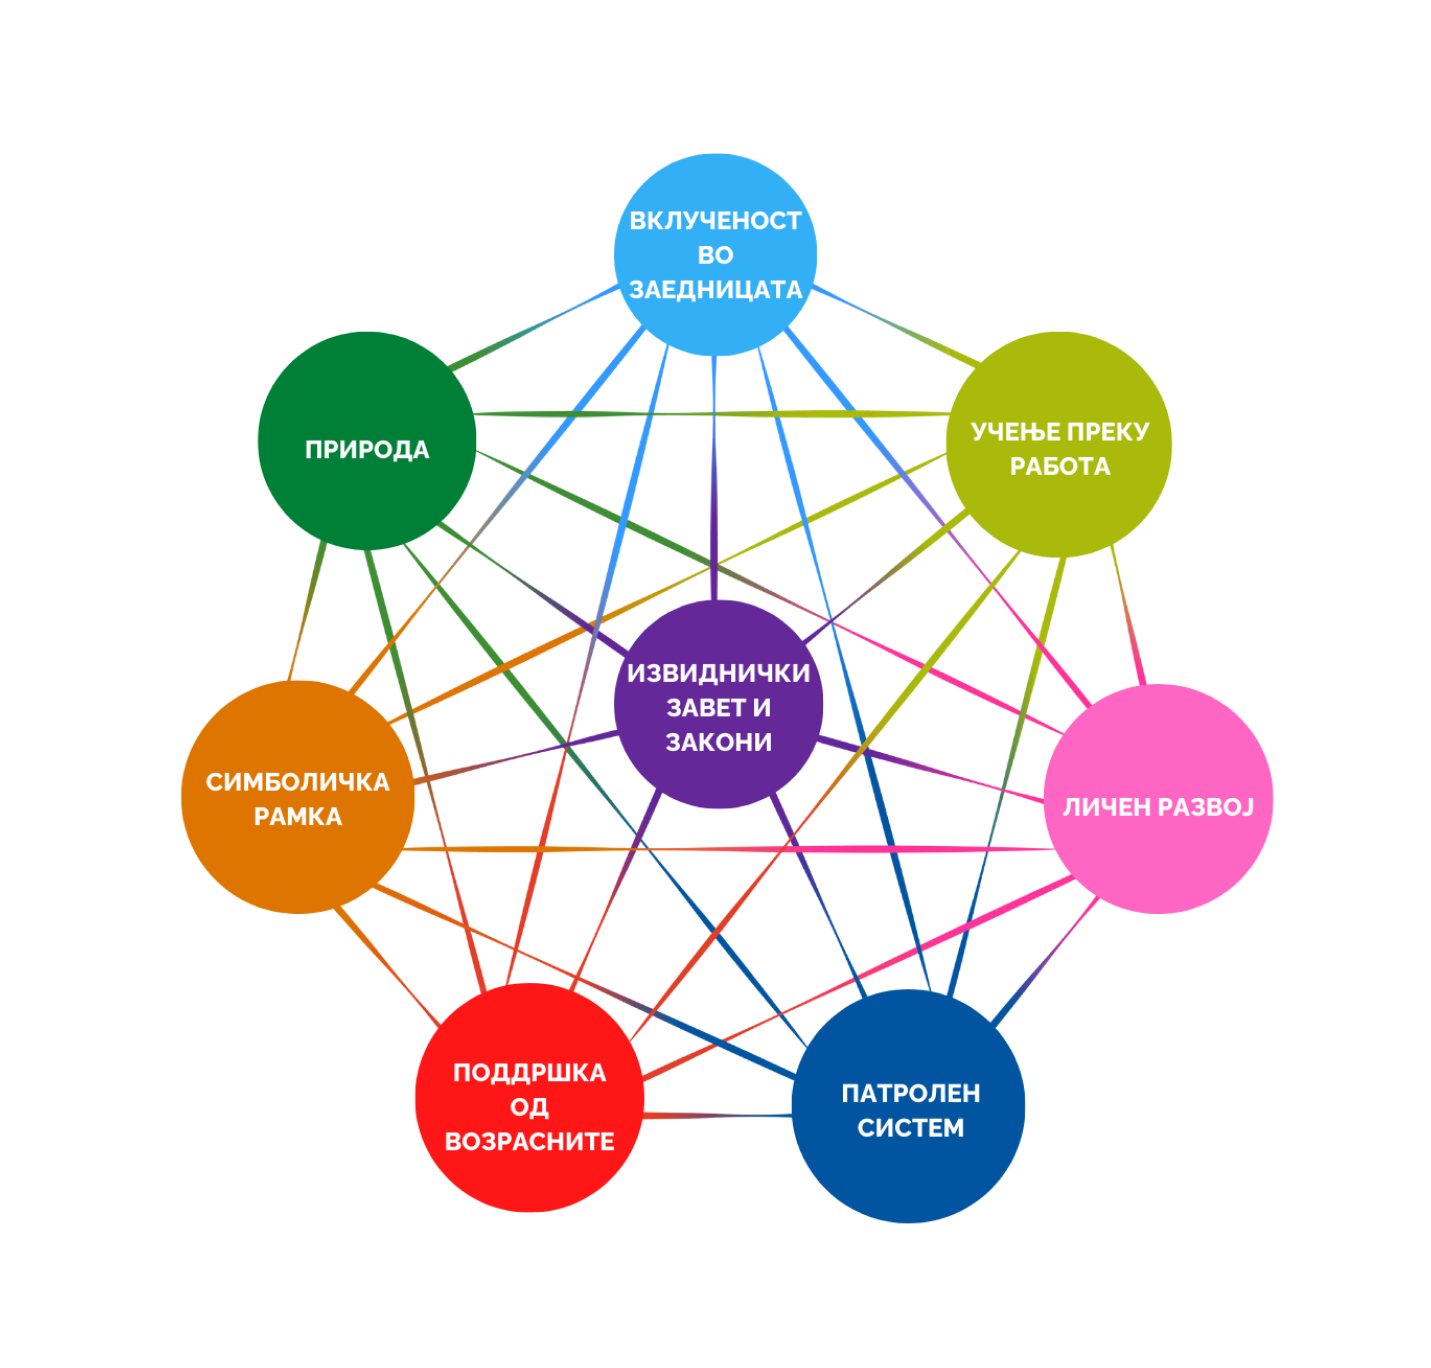 ВКЛУЧЕНОСТ
ВО
ЗАЕДНИЦАТА
ПРИРОДА
УЧЕЊЕ ПРЕКУ
РАБОТА
ИЗВИДНИЧКИ
ЗАВЕТ И
ЗАКОНИ
СИМБОЛИЧКА
РАМКА
ЛИЧЕН РАЗВОЈ
ПОДДРШКА
ОД
ВОЗРАСНИТЕ
ПАТРОЛЕН
СИСТЕМ